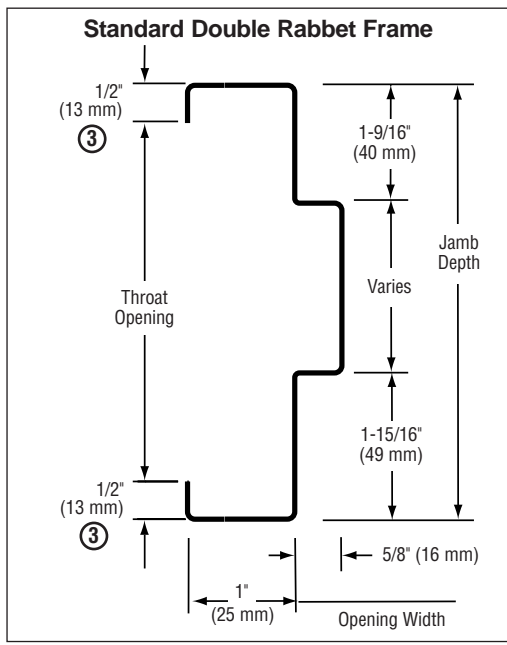 Standard Double Rabbet Frame
1/2"
(13 mm)
3
1-9/16"
(40 mm)
Jamb
Depth
Varies
Throat
Opening
1-15/16"
(49 mm)
1/2"
(13 mm)
3
5/8" (16 mm)
1"
(25 mm)
Opening Width